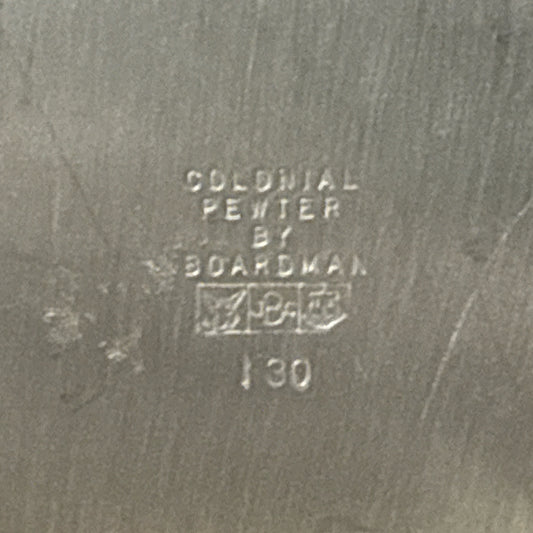 COLONIAL
PEWTER
BY
BOARDMAN
130